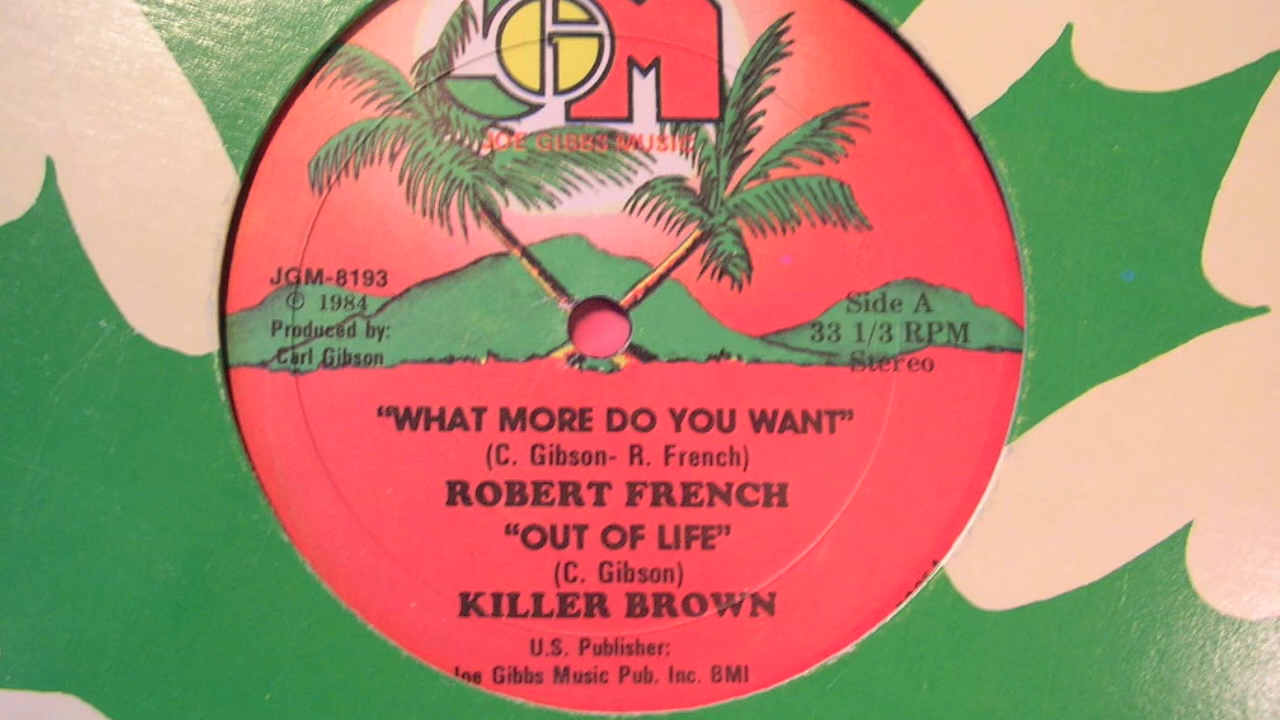 JGM
JOE GIBBS MUSIC
JGM-8193
© 1984
Produced by:
Carl Gibson
Side A
33 1/3 RPM
Stereo
“WHAT MORE DO YOU WANT”
(C. Gibson- R. French)
ROBERT FRENCH
“OUT OF LIFE”
(C. Gibson)
KILLER BROWN
U.S. Publisher:
Joe Gibbs Music Pub. Inc. BMI